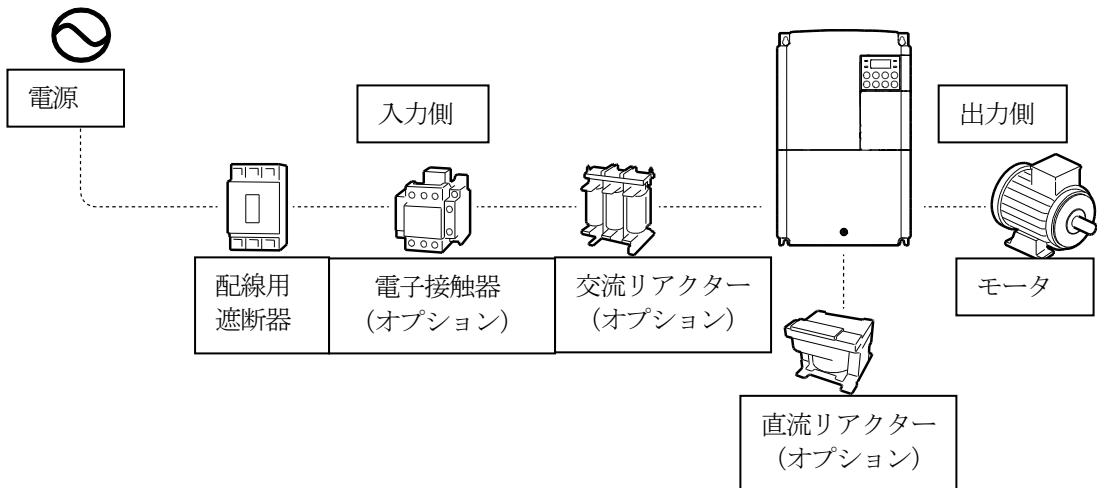 電源
入力側
出力側
配線用
遮断器
電子接触器
（オプション）
交流リアクター
（オプション）
モータ
直流リアクター
（オプション）